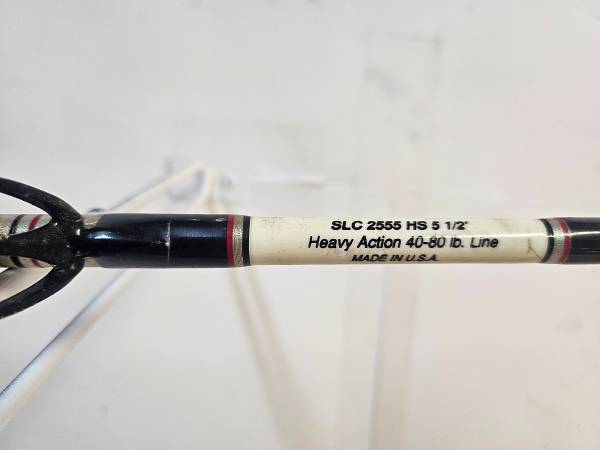 SLC 2555 HS 5 1/2'
Heavy Action 40-80 lb. Line
MADE IN U.S.A.